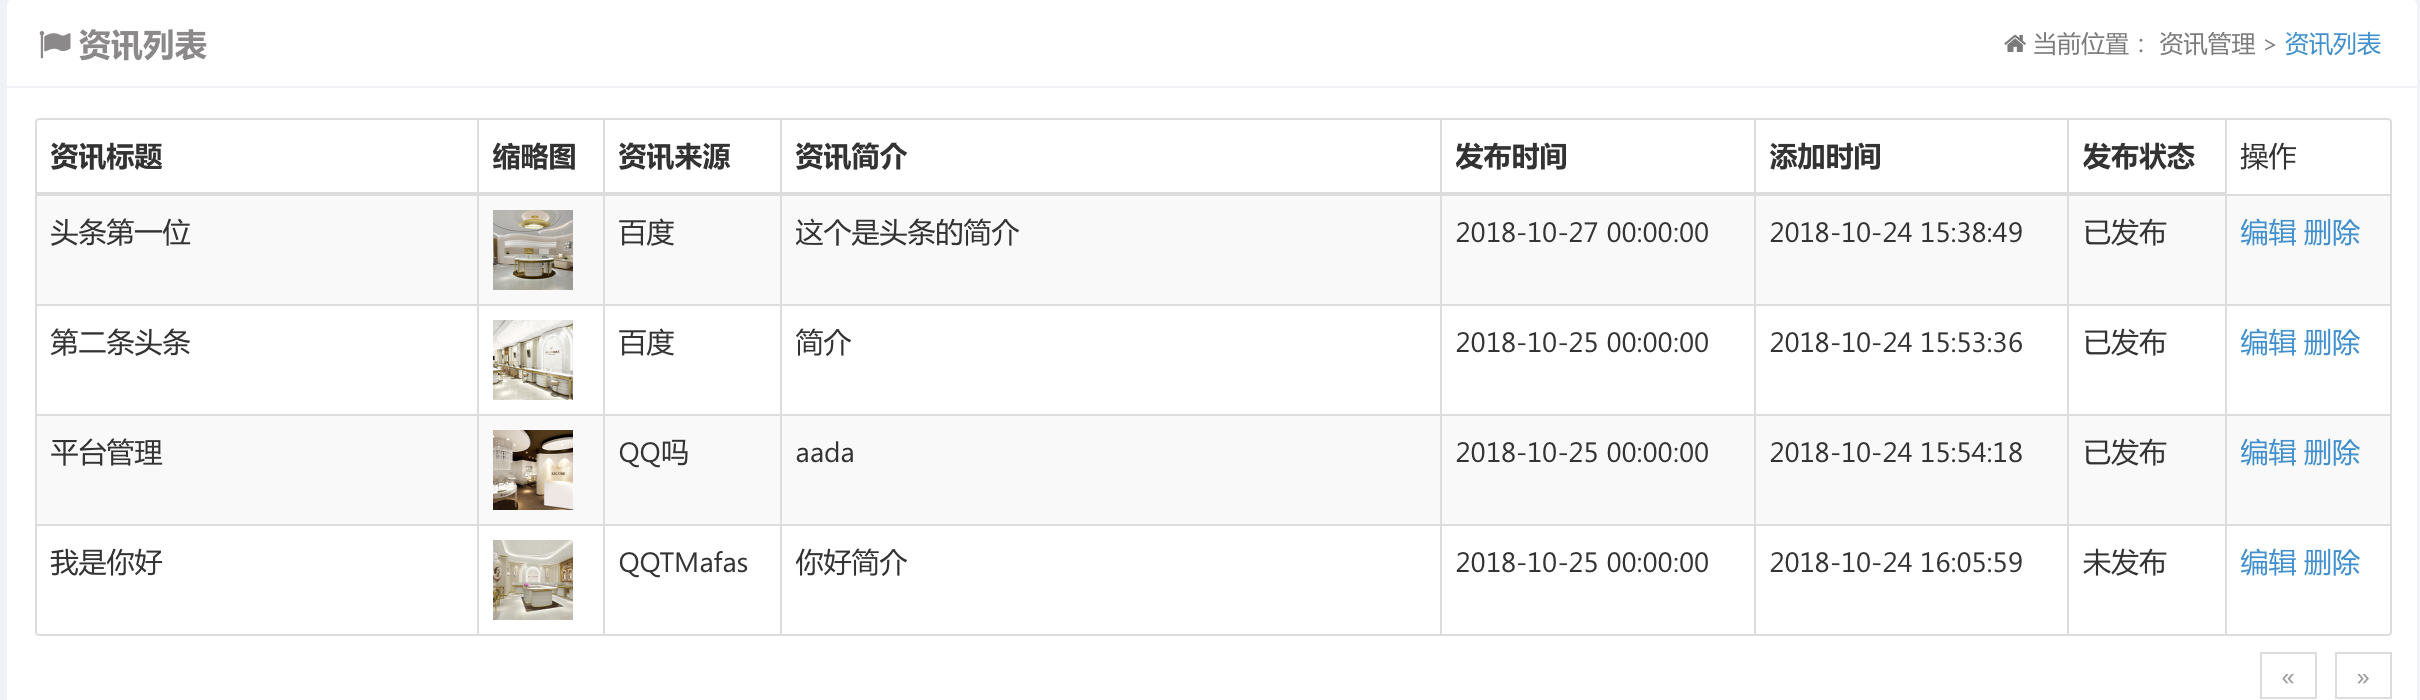 资讯列表
当前位置： 资讯管理 > 资讯列表
资讯标题 缩略图 资讯来源 资讯简介 发布时间 添加时间 发布状态 操作
头条第一位 百度 这个是头条的简介 2018-10-27 00:00:00 2018-10-24 15:38:49 已发布 编辑 删除
第二条头条 百度 简介 2018-10-25 00:00:00 2018-10-24 15:53:36 已发布 编辑 删除
平台管理 QQ吗 aada 2018-10-25 00:00:00 2018-10-24 15:54:18 已发布 编辑 删除
我是你好 QQTMafas 你好简介 2018-10-25 00:00:00 2018-10-24 16:05:59 未发布 编辑 删除
« »